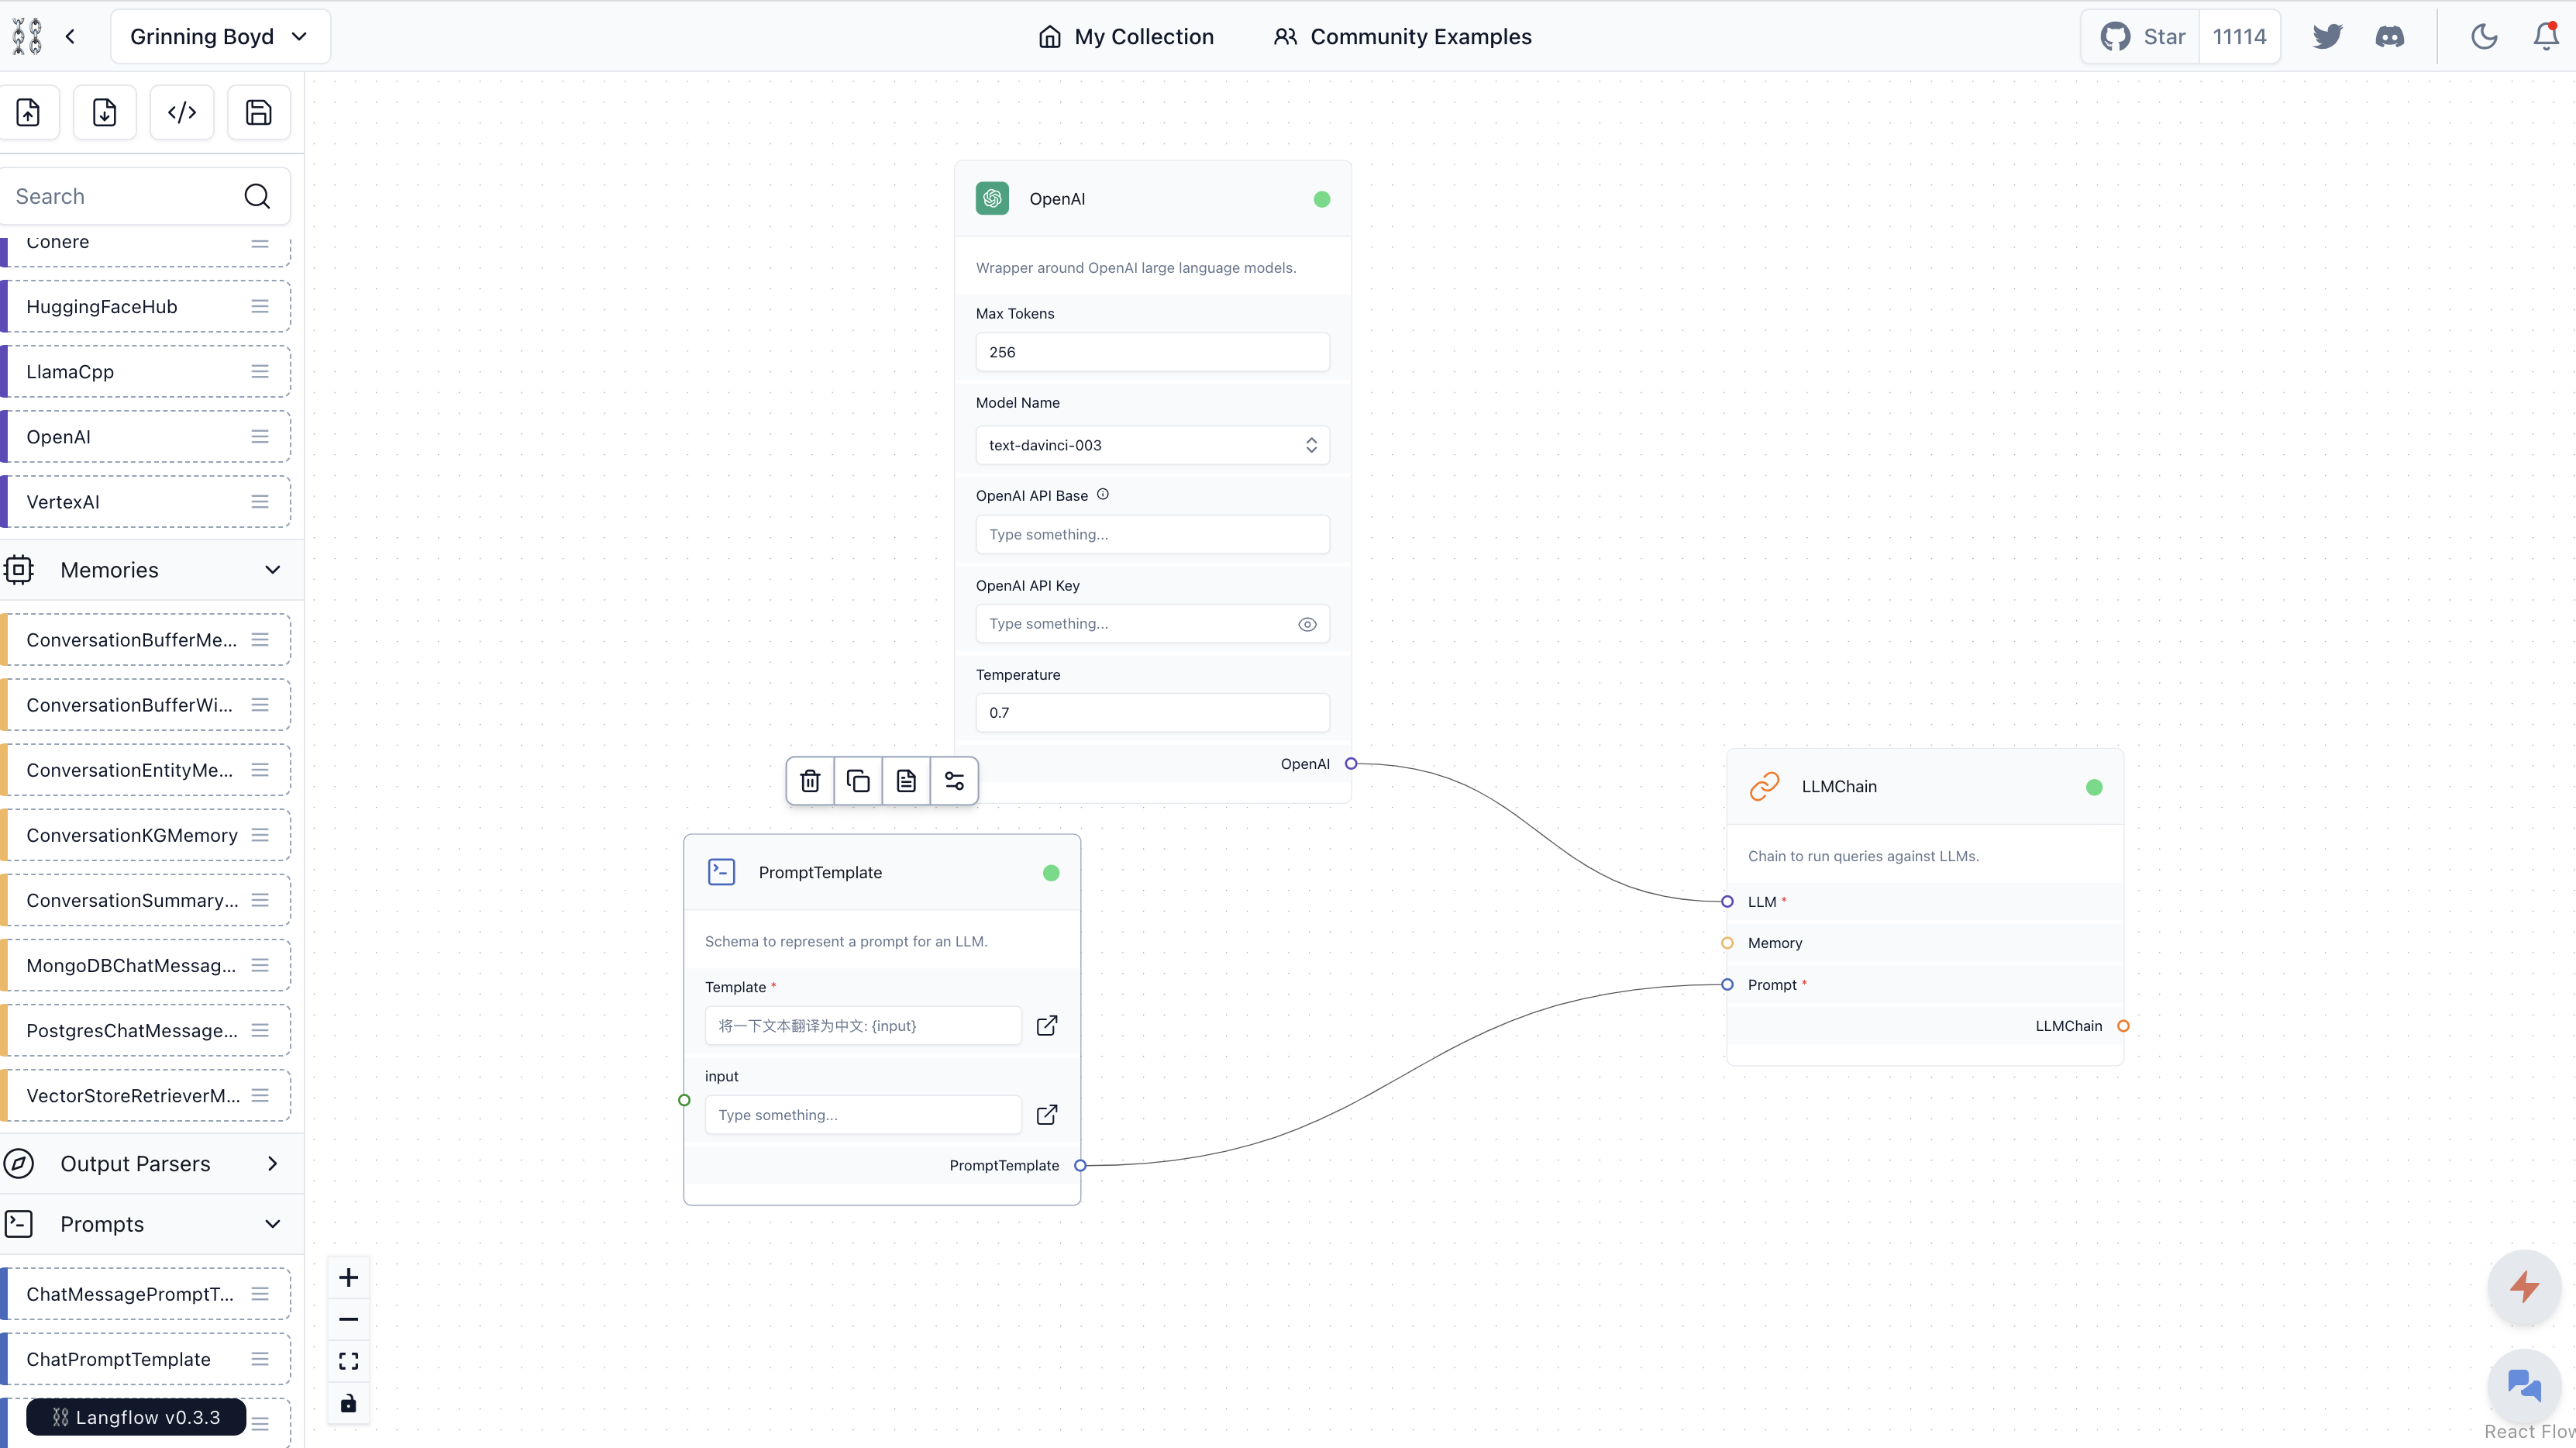 Grinning Boyd
My Collection
Community Examples
Star
11114
Search
Cohere
HuggingFaceHub
LlamaCpp
OpenAI
VertexAI
Memories
ConversationBufferMe...
ConversationBufferWi...
ConversationEntityMe...
ConversationKGMemory
ConversationSummary...
MongoDBChatMessag...
PostgresChatMessage...
VectorStoreRetrieverM...
Output Parsers
Prompts
ChatMessagePromptT...
ChatPromptTemplate
Langflow v0.3.3
OpenAI
Wrapper around OpenAI large language models.
Max Tokens
256
Model Name
text-davinci-003
OpenAI API Base
Type something...
OpenAI API Key
Type something...
Temperature
0.7
OpenAI
PromptTemplate
Schema to represent a prompt for an LLM.
Template *
将一下文本翻译为中文: {input}
input
Type something...
PromptTemplate
LLMChain
Chain to run queries against LLMs.
LLM *
Memory
Prompt *
LLMChain
React Flow